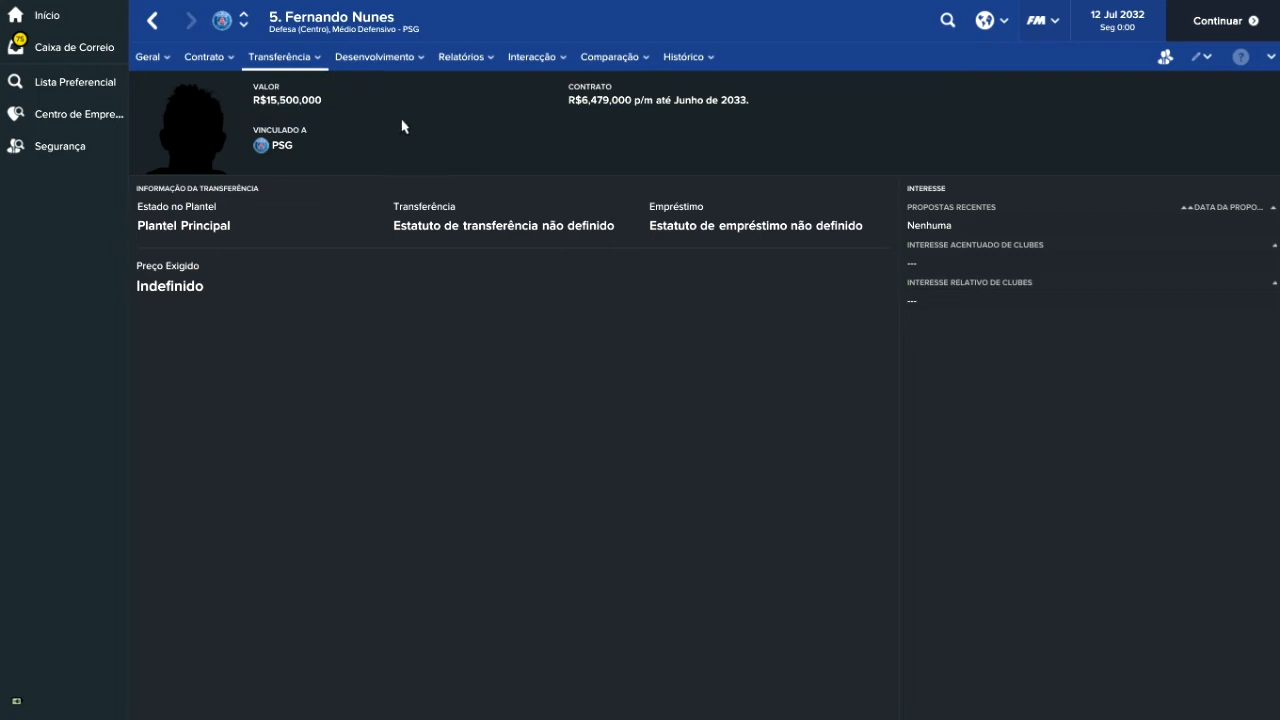 Início
75
Caixa de Correio
Lista Preferencial
Centro de Empre...
Segurança
5. Fernando Nunes
Defesa (Centro), Médio Defensivo - PSG
FM
12 Jul 2032
Seg 0:00
Continuar
Geral
Contrato
Transferência
Desenvolvimento
Relatórios
Interacção
Comparação
Histórico
?
VALOR
R$15,500,000
CONTRATO
R$6,479,000 p/m até Junho de 2033.
VINCULADO A
PSG
INFORMAÇÃO DA TRANSFERÊNCIA
Estado no Plantel
Plantel Principal
Transferência
Estatuto de transferência não definido
Empréstimo
Estatuto de empréstimo não definido
Preço Exigido
Indefinido
INTERESSE
PROPOSTAS RECENTES
DATA DA PROPO...
Nenhuma
INTERESSE ACENTUADO DE CLUBES
---
INTERESSE RELATIVO DE CLUBES
---